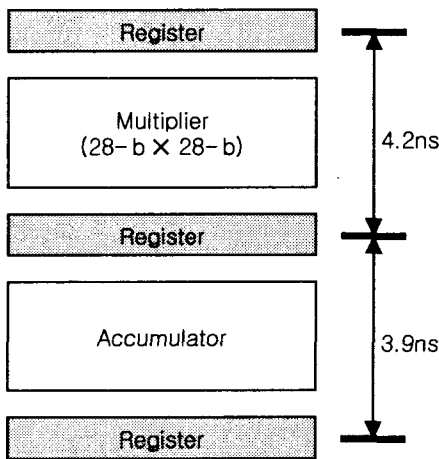 Register
Multiplier
(28-b × 28-b)
4.2ns
Register
Accumulator
3.9ns
Register